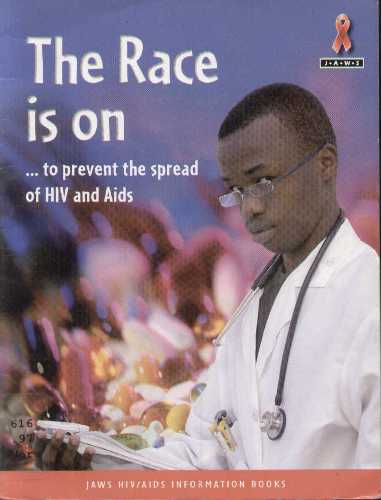 J·A·W·S
The Race
is on
... to prevent the spread
of HIV and Aids
616
97
JAWS HIV/AIDS INFORMATION BOOKS